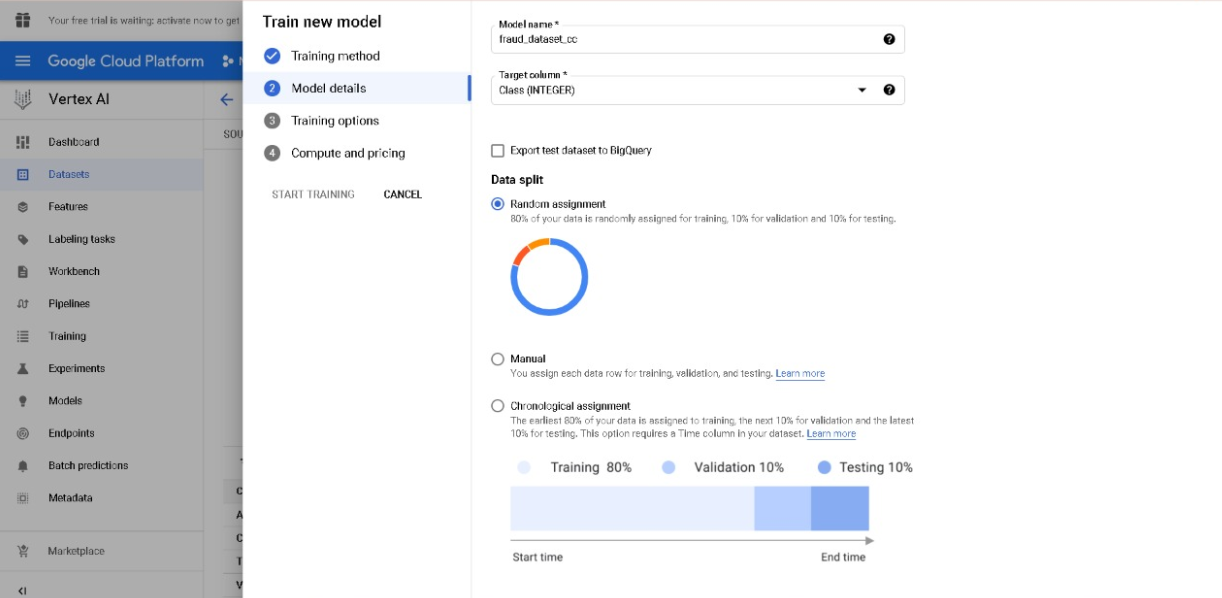 Your free trial is waiting: activate now to get
Google Cloud Platform
Vertex AI
Dashboard
Datasets
Features
Labeling tasks
Workbench
Pipelines
Training
Experiments
Models
Endpoints
Batch predictions
Metadata
Marketplace
SOU
Train new model
Training method
2 Model details
3 Training options
4 Compute and pricing
START TRAINING CANCEL
Model name *
fraud_dataset_cc
Target column *
Class (INTEGER)
Export test dataset to BigQuery
Data split
Random assignment
80% of your data is randomly assigned for training, 10% for validation and 10% for testing.
Manual
You assign each data row for training, validation, and testing. Learn more
Chronological assignment
The earliest 80% of your data is assigned to training, the next 10% for validation and the latest
10% for testing. This option requires a Time column in your dataset. Learn more
Training 80% Validation 10% Testing 10%
Start time End time